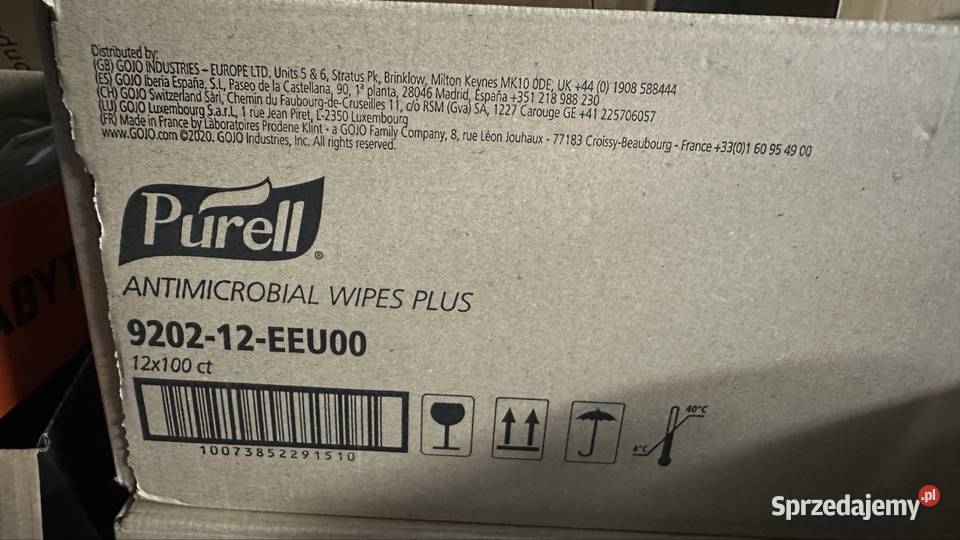 Distributed by:
(GB) GOJO INDUSTRIES – EUROPE LTD. Units 5 & 6, Stratus Pk, Brinklow, Milton Keynes MK10 0DE, UK +44 (0) 1908 588444
(ES) GOJO Iberia España, S.L, Paseo de la Castellana, 90, 1ª planta, 28046 Madrid, España +351 218 988 230
(CH) GOJO Switzerland Sàrl, Chemin du Faubourg-de-Cruseilles 11, c/o RSM (Gva) SA, 1227 Carouge GE +41 225706057
(LU) GOJO Luxembourg S.a.r.L, 1 rue Jean Piret, L-2350 Luxembourg
(FR) Made in France by Laboratoires Prodene Klint - a GOJO Family Company, 8, rue Léon Jouhaux - 77183 Croissy-Beaubourg - France +33(0)1 60 95 49 00
www.GOJO.com ©2020. GOJO Industries, Inc. All rights reserved.
PURELL®
ANTIMICROBIAL WIPES PLUS
9202-12-EEU00
12x100 ct
10073852291510
40°C
4°C
Sprzedajemy.pl